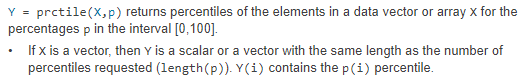 Y = prctile(X,p) returns percentiles of the elements in a data vector or array X for the
percentages p in the interval [0,100].
• If X is a vector, then Y is a scalar or a vector with the same length as the number of
percentiles requested (length(p)). Y(i) contains the p(i) percentile.